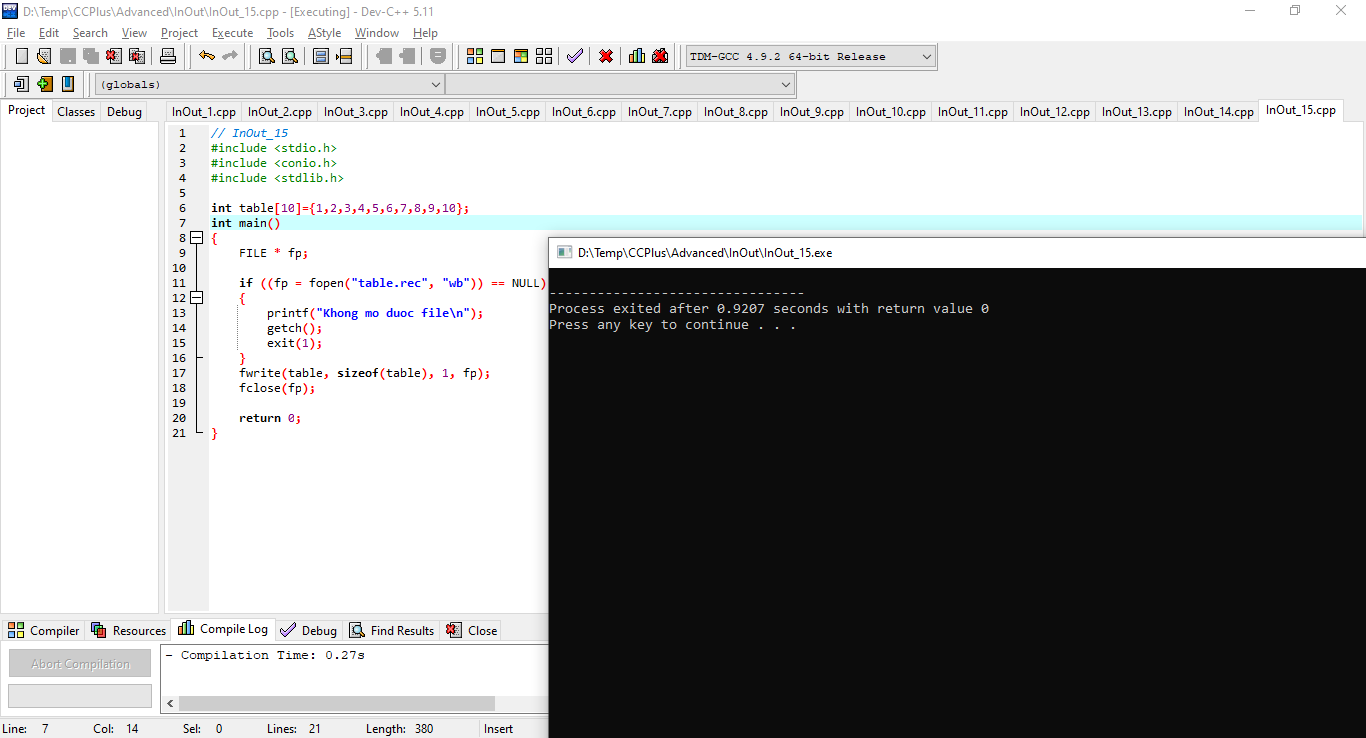 D:\Temp\CCPlus\Advanced\InOut\InOut_15.cpp - [Executing] - Dev-C++ 5.11
File Edit Search View Project Execute Tools AStyle Window Help
TDM-GCC 4.9.2 64-bit Release
(globals)
Project Classes Debug
InOut_1.cpp InOut_2.cpp InOut_3.cpp InOut_4.cpp InOut_5.cpp InOut_6.cpp InOut_7.cpp InOut_8.cpp InOut_9.cpp InOut_10.cpp InOut_11.cpp InOut_12.cpp InOut_13.cpp InOut_14.cpp InOut_15.cpp
1 // InOut_15
2 #include <stdio.h>
3 #include <conio.h>
4 #include <stdlib.h>
5
6 int table[10]={1,2,3,4,5,6,7,8,9,10};
7 int main()
8 {
9 FILE * fp;
10
11 if ((fp = fopen("table.rec", "wb")) == NULL)
12 {
13 printf("Khong mo duoc file\n");
14 getch();
15 exit(1);
16 }
17 fwrite(table, sizeof(table), 1, fp);
18 fclose(fp);
19
20 return 0;
21 }
D:\Temp\CCPlus\Advanced\InOut\InOut_15.exe
--------------------------------
Process exited after 0.9207 seconds with return value 0
Press any key to continue . . .
Compiler Resources Compile Log Debug Find Results Close
Abort Compilation
- Compilation Time: 0.27s
Line: 7 Col: 14 Sel: 0 Lines: 21 Length: 380 Insert